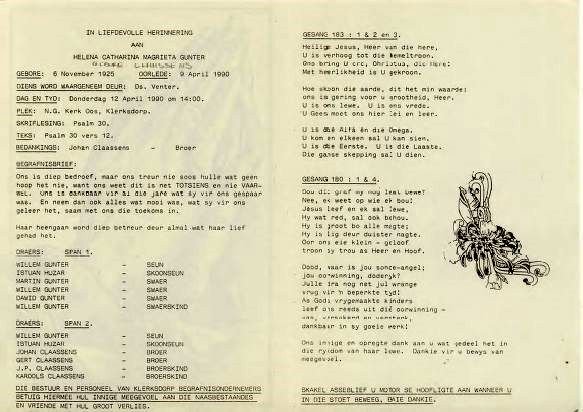 IN LIEFDEVOLLE HERINNERING
AAN
HELENA CATHARINA MAGRIETA GUNTER
GEBORE: 6 November 1925 OORLEDE: 9 April 1990
DIENS WORD WAARGENEEM DEUR: Ds. Venter.
DAG EN TYD: Donderdag 12 April 1990 om 14:00.
PLEK: N.G. Kerk Oos, Klerksdorp.
SKRIFLESING: Psalm 30.
TEKS: Psalm 30 vers 12.
BEDANKINGS: Johan Claassens - Broer
BEGRAFNISBRIEF:
Ons is diep bedroef, maar ons treur nie soos hulle wat geen
hoop het nie, want ons weet dit is net TOTSIENS en nie VAAR-
WEL. Ons is dankbaar vir al die jare wat sy vir ons gespaar
was. En neem dan ook alles wat mooi was, wat sy vir ons
geleer het, saam met ons die toekoms in.
Haar heengaan word diep betreur deur almal wat haar lief
gehad het.
DRAERS: SPAN 1.
WILLEM GUNTER - SEUN
ISTUAN HUZAR - SKOONSEUN
MARTIN GUNTER - SWAER
WILLEM GUNTER - SWAER
DAWID GUNTER - SWAER
WILLEM GUNTER - SWAERSKIND
DRAERS: SPAN 2.
WILLEM GUNTER - SEUN
ISTUAN HUZAR - SKOONSEUN
JOHAN CLAASSENS - BROER
GERT CLAASSENS - BROER
J.P. CLAASSENS - BROERSKIND
KAROOLS CLAASSENS - BROERSKIND
DIE BESTUUR EN PERSONEEL VAN KLERKSDORP BEGRAFNISONDERNEMERS
BETUIG HIERMEE HUL INNIGE MEEGEVOEL AAN DIE NAASBESTAANDES
EN VRIENDE MET HUL GROOT VERLIES.
GESANG 183 : 1 & 2 en 3.
Heilige Jesus, Heer van die here,
U is verhoog tot die hemeltroon.
Ons bring U eer, Christus, die Here!
Met heerlikheid is U gekroon.
Hoe skoon die aarde, dit het min waarde;
ons is gering voor u grootheid, Heer.
U is ons lewe. U is ons vrede.
U Gees moet ons hier lei en leer.
U is die Alfa en die Omega.
U kom en elkeen sal U sien.
U is die Eerste. U is die Laaste.
Die ganse skepping sal U dien.
GESANG 180 : 1 & 4.
Sou die graf my nog laat bewe?
Nee, ek weet op wie ek bou!
Jesus leef en ek sal lewe,
Hy wat red, sal ook behou.
Hy is groot bo alle magte;
Hy is lig deur duister nagte.
Oor ons eie klein - geloof
troon sy trou as Heer en Hoof.
Dood, waar is jou sonce-angel;
jou oorwinning, doderyk?
Julle tra nog net jul wrange
vrug vir 'n beperkte tyd!
As Gods vrygemaakte kinders
leef ons reeds uit die oorwinning -
dankbaar in sy goeie werk!
Ons innige en opregte dank aan u wat gedeel het in
die rydom van haar lewe. Dankie vir u bewys van
meegevoel.
SKAKEL ASSEBLIEF U MOTOR SE HOOFLIGTE AAN WANNEER U
IN DIE STOET BEWEEG, BAIE DANKIE.